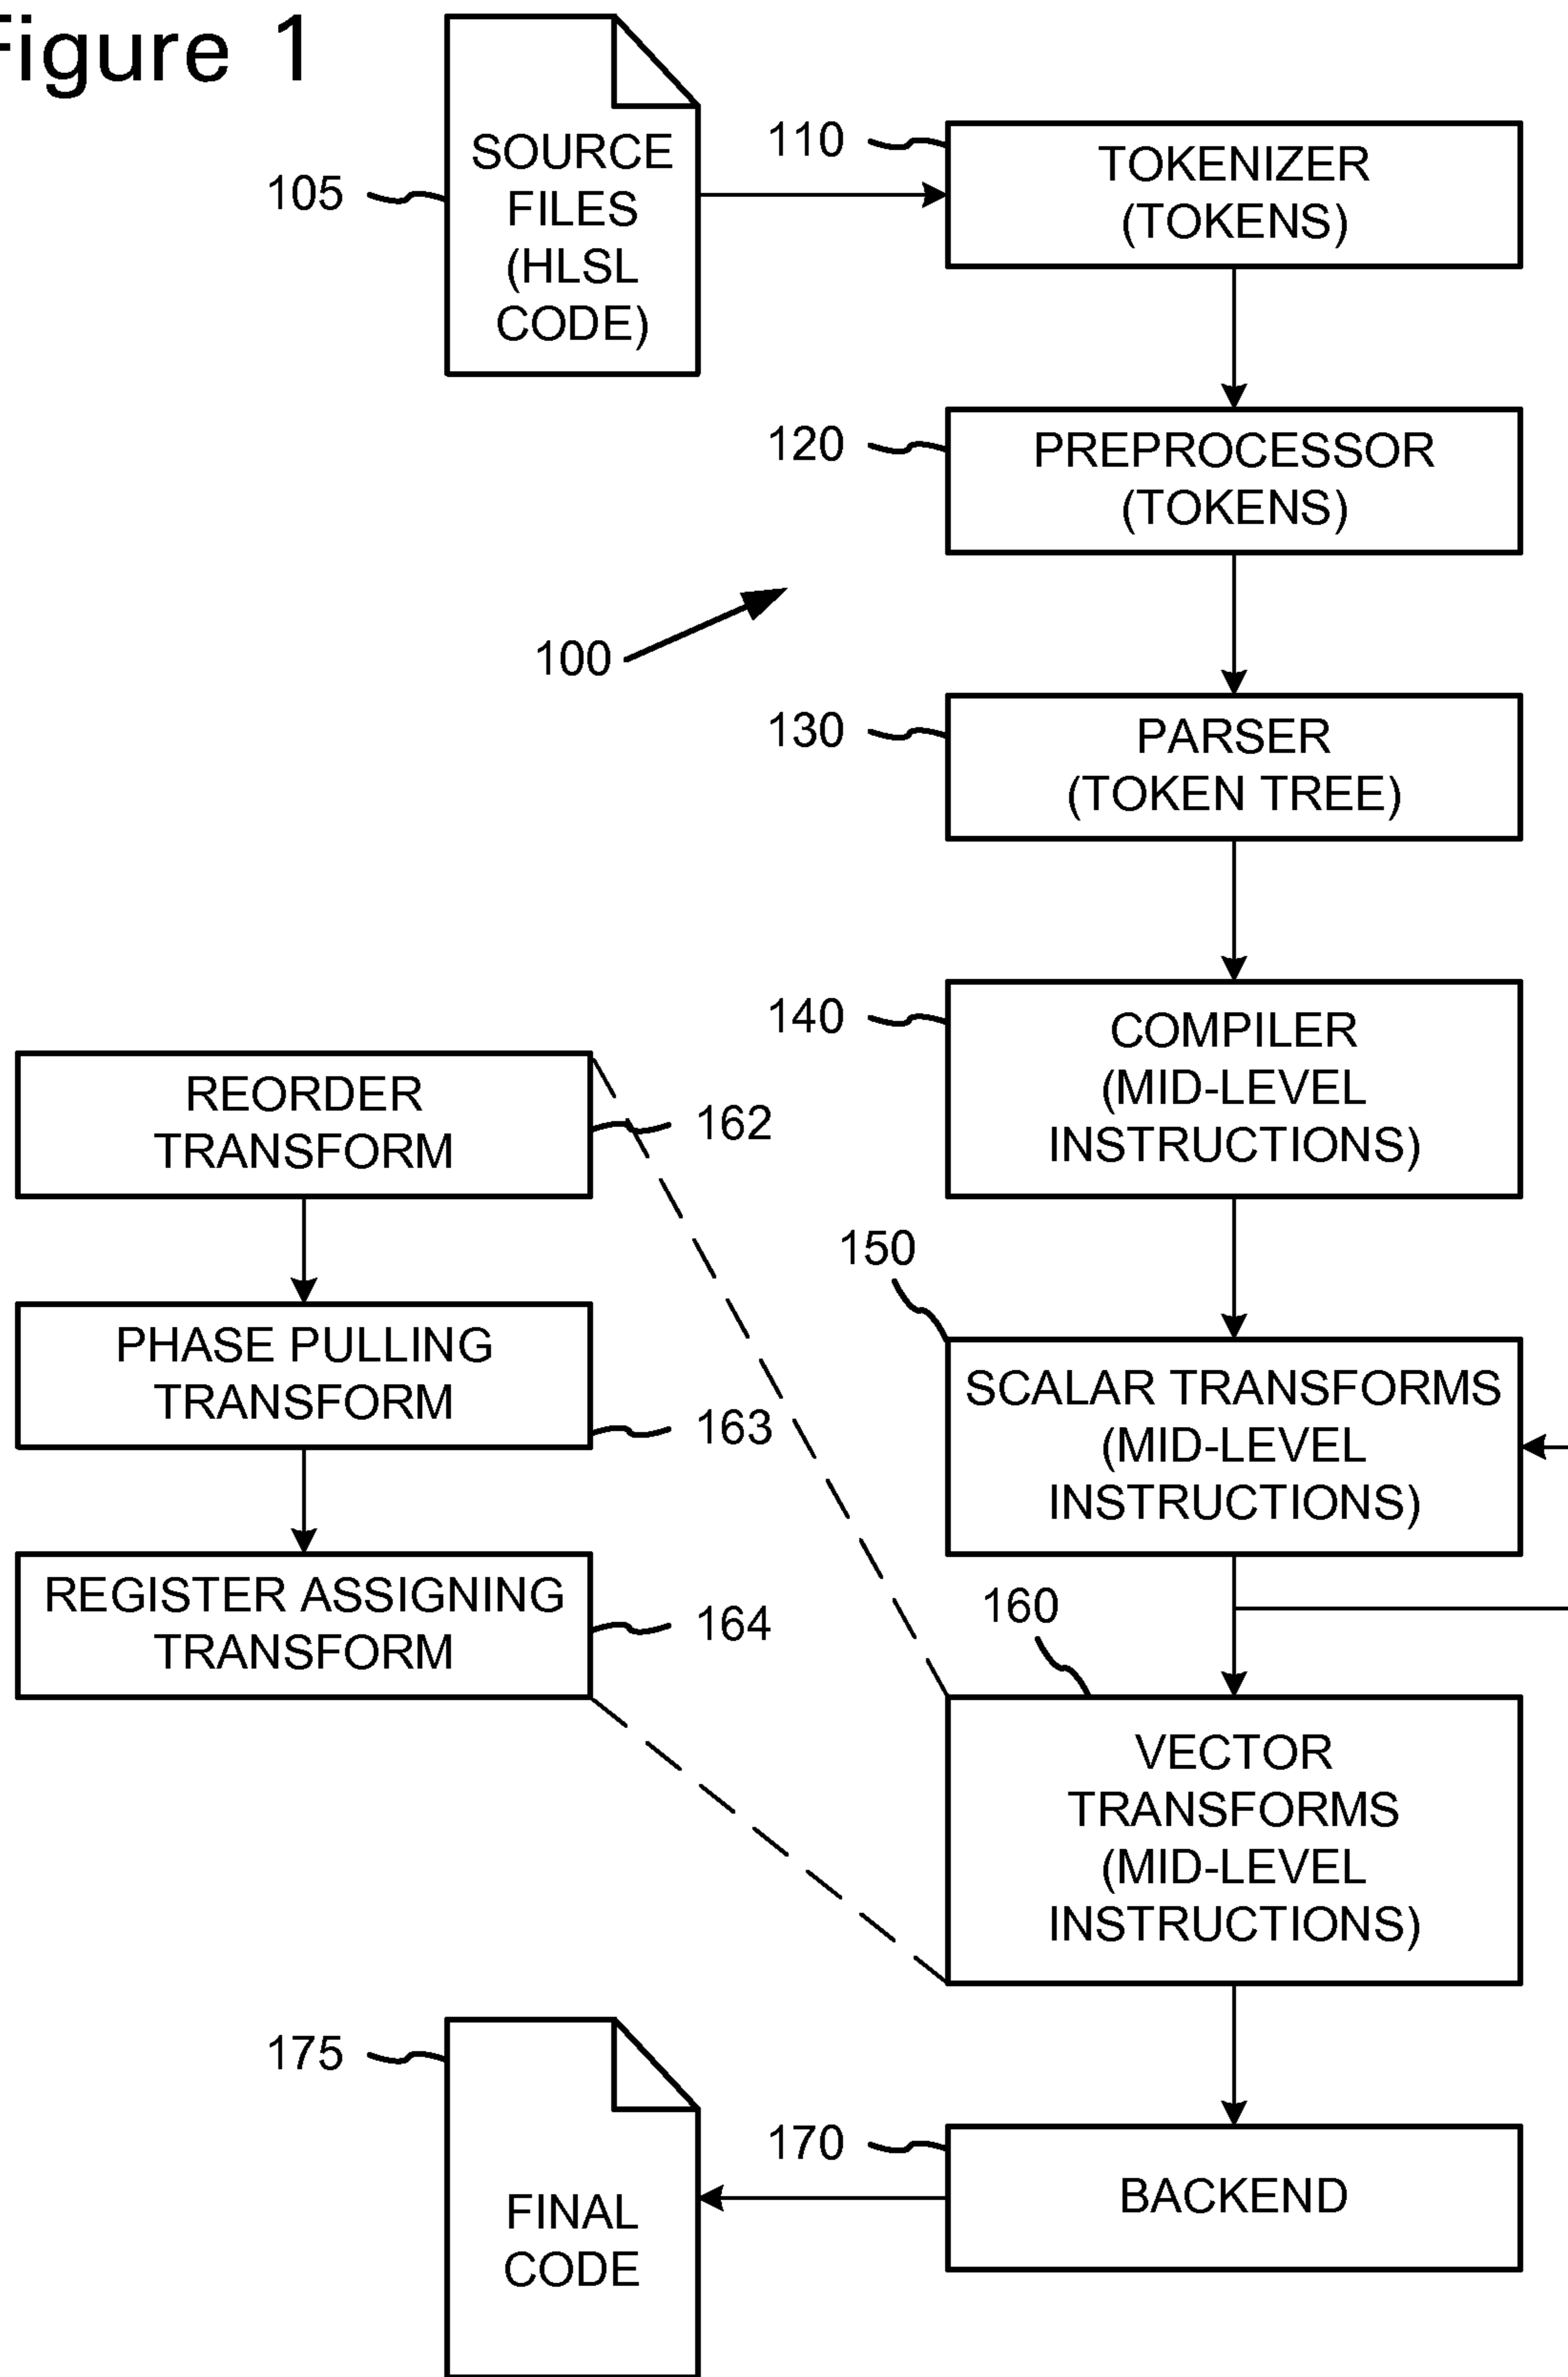 Figure 1
SOURCE
FILES
(HLSL
CODE)
105
110
TOKENIZER
(TOKENS)
120
PREPROCESSOR
(TOKENS)
100
130
PARSER
(TOKEN TREE)
140
COMPILER
(MID-LEVEL
INSTRUCTIONS)
REORDER
TRANSFORM
162
150
SCALAR TRANSFORMS
(MID-LEVEL
INSTRUCTIONS)
PHASE PULLING
TRANSFORM
163
REGISTER ASSIGNING
TRANSFORM
164
160
VECTOR
TRANSFORMS
(MID-LEVEL
INSTRUCTIONS)
175
170
BACKEND
FINAL
CODE